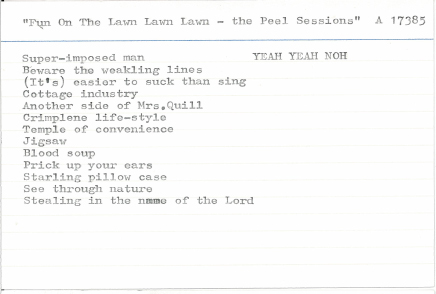 "Fun On The Lawn Lawn Lawn - the Peel Sessions" A 17385
Super-imposed man YEAH YEAH NOH
Beware the weakling lines
(It's) easier to suck than sing
Cottage industry
Another side of Mrs.Quill
Crimplene life-style
Temple of convenience
Jigsaw
Blood soup
Prick up your ears
Starling pillow case
See through nature
Stealing in the name of the Lord